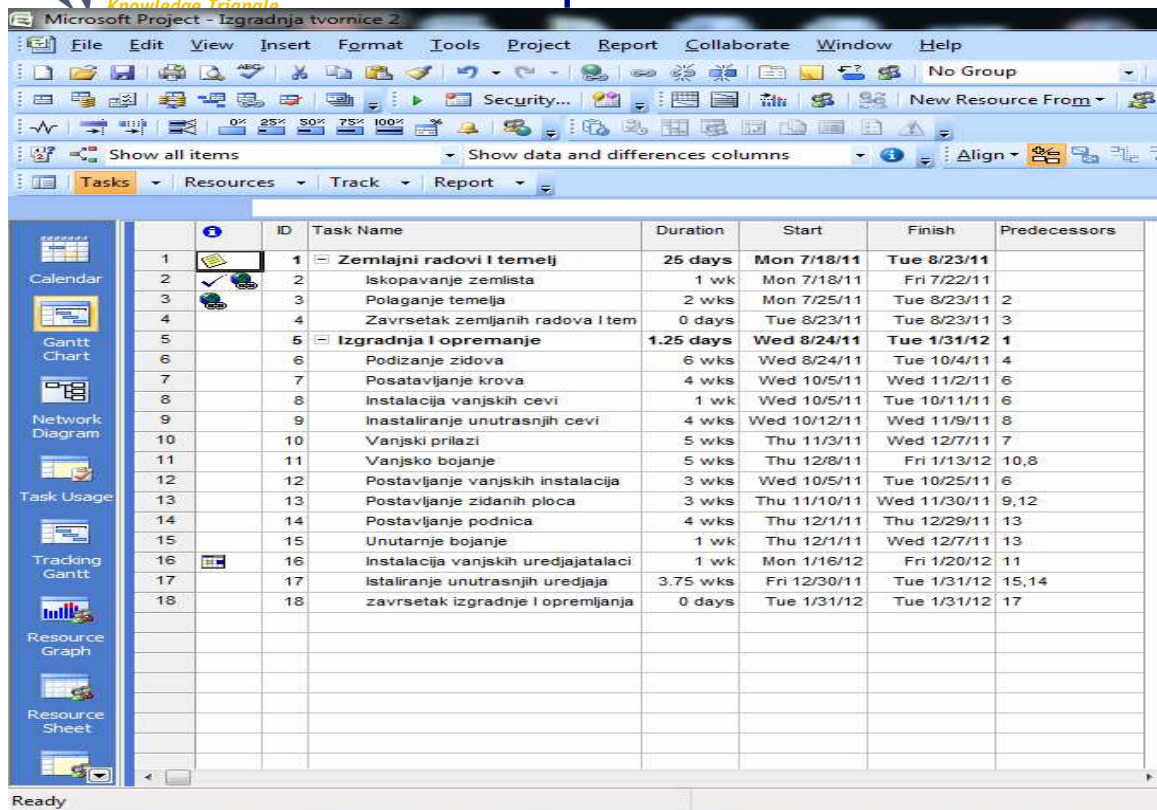 Knowledge Triangle
Microsoft Project - Izgradnja tvornice 2
File Edit View Insert Format Tools Project Report Collaborate Window Help
No Group
Security... New Resource From
0% 25% 50% 75% 100%
Show all items Show data and differences columns Align
Tasks Resources Track Report
ID Task Name Duration Start Finish Predecessors
1 1 Zemlajni radovi I temelj 25 days Mon 7/18/11 Tue 8/23/11
2 2 Iskopavanje zemlista 1 wk Mon 7/18/11 Fri 7/22/11
3 3 Polaganje temelja 2 wks Mon 7/25/11 Tue 8/23/11 2
4 4 Zavrsetak zemljanih radova I tem 0 days Tue 8/23/11 Tue 8/23/11 3
5 5 Izgradnja I opremanje 1.25 days Wed 8/24/11 Tue 1/31/12 1
6 6 Podizanje zidova 6 wks Wed 8/24/11 Tue 10/4/11 4
7 7 Posatavljanje krova 4 wks Wed 10/5/11 Wed 11/2/11 6
8 8 Instalacija vanjskih cevi 1 wk Wed 10/5/11 Tue 10/11/11 6
9 9 Inastaliranje unutrasnjih cevi 4 wks Wed 10/12/11 Wed 11/9/11 8
10 10 Vanjski prilazi 5 wks Thu 11/3/11 Wed 12/7/11 7
11 11 Vanjsko bojanje 5 wks Thu 12/8/11 Fri 1/13/12 10,8
12 12 Postavljanje vanjskih instalacija 3 wks Wed 10/5/11 Tue 10/25/11 6
13 13 Postavljanje zidanih ploca 3 wks Thu 11/10/11 Wed 11/30/11 9,12
14 14 Postavljanje podnica 4 wks Thu 12/1/11 Thu 12/29/11 13
15 15 Unutarnje bojanje 1 wk Thu 12/1/11 Wed 12/7/11 13
16 16 Instalacija vanjskih uredjajatalaci 1 wk Mon 1/16/12 Fri 1/20/12 11
17 17 Istaliranje unutrasnjih uredjaja 3.75 wks Fri 12/30/11 Tue 1/31/12 15,14
18 18 zavrsetak izgradnje I opremljanja 0 days Tue 1/31/12 Tue 1/31/12 17
Calendar
Gantt
Chart
Network
Diagram
Task Usage
Tracking
Gantt
Resource
Graph
Resource
Sheet
Ready